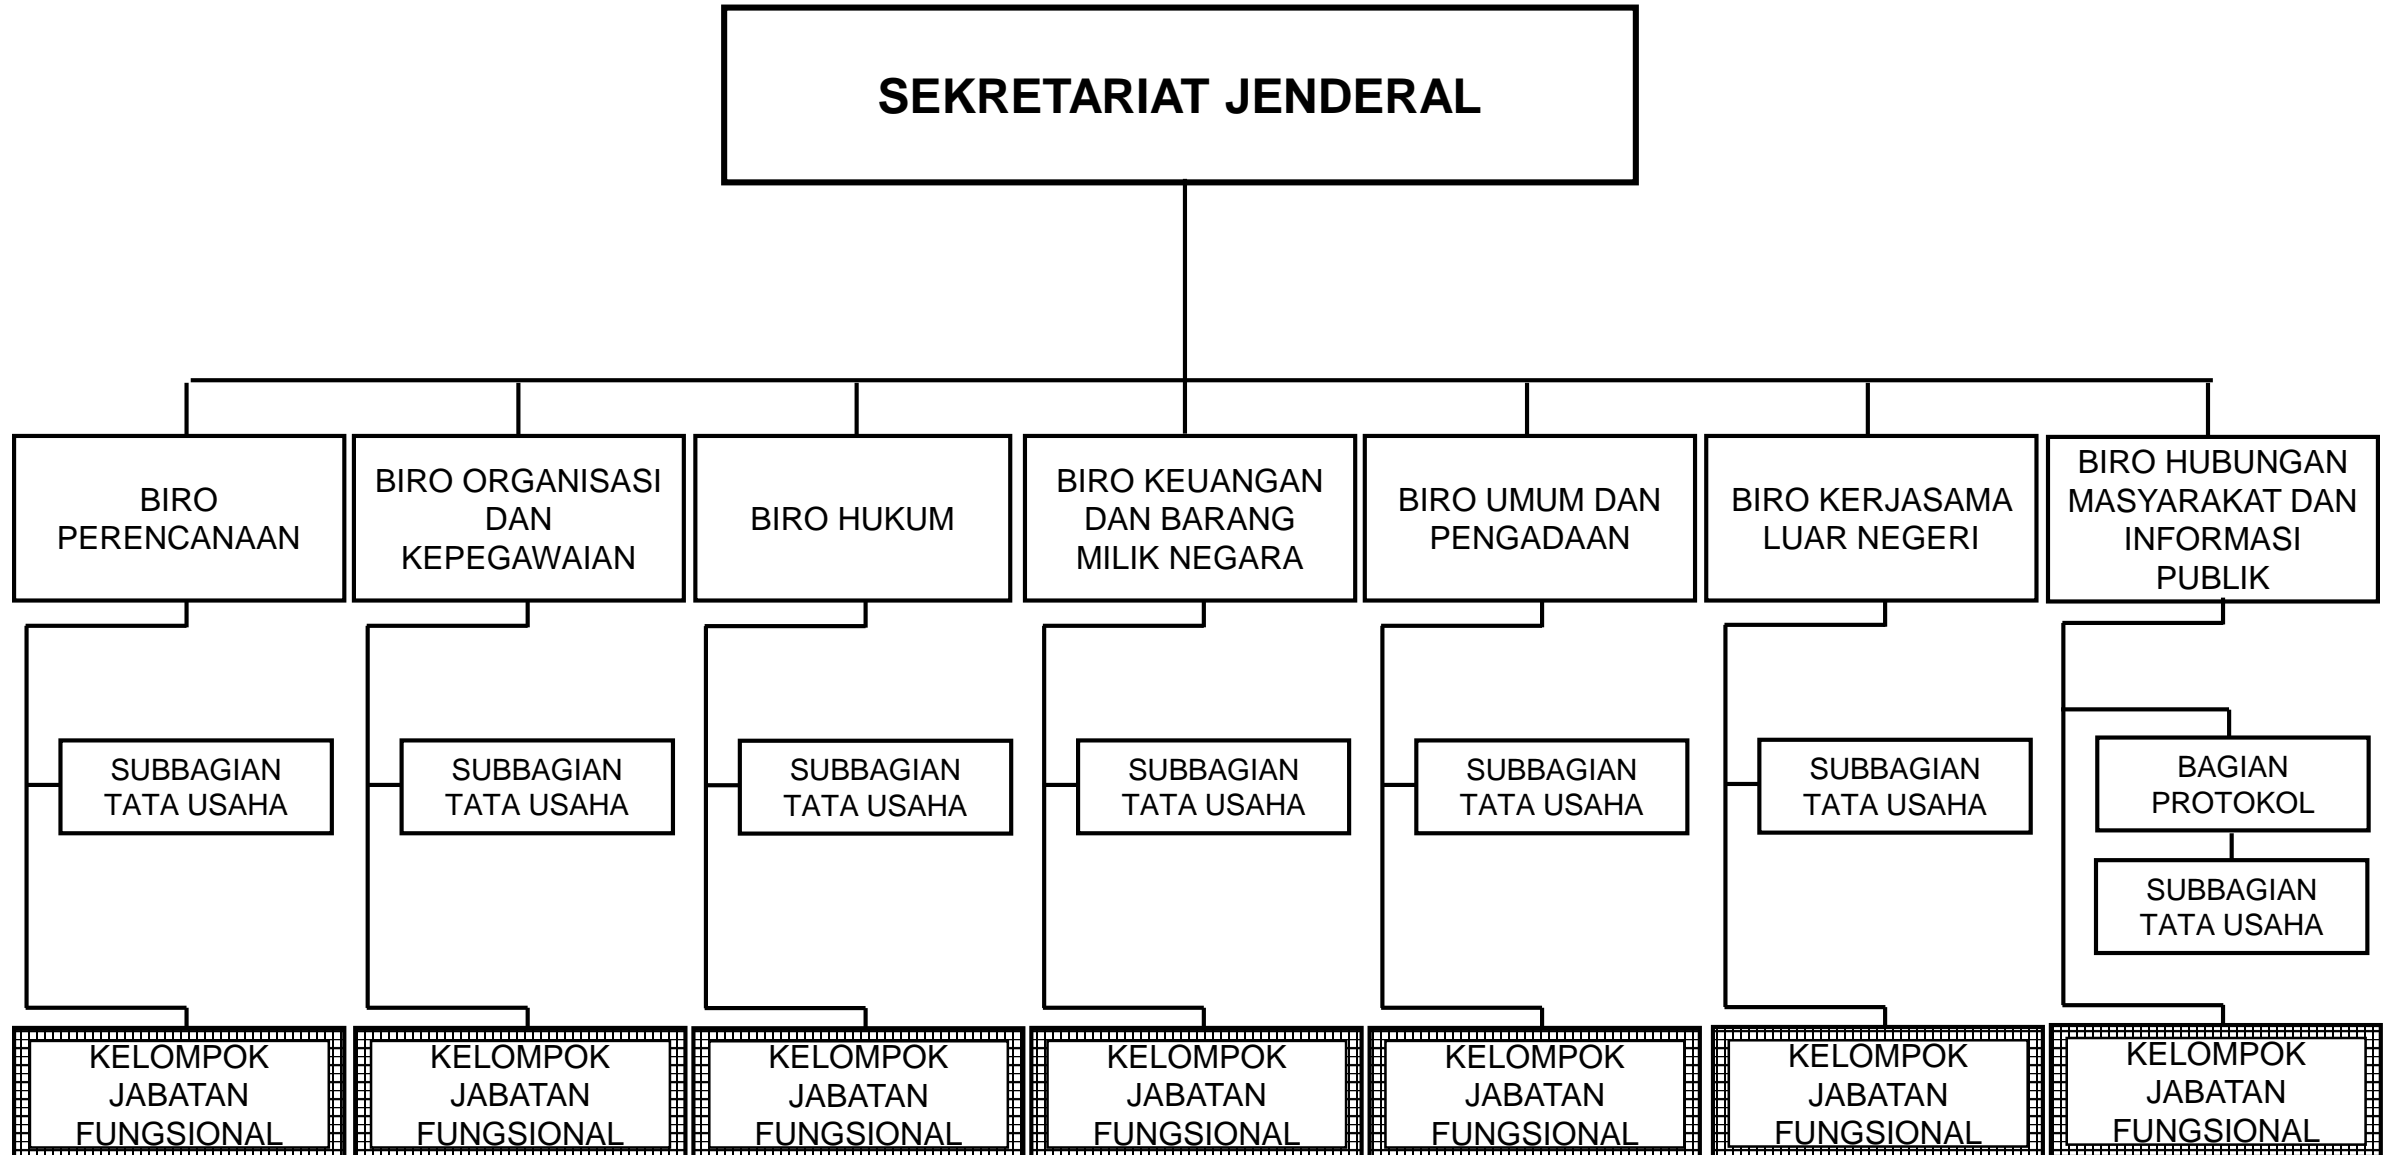 SEKRETARIAT JENDERAL
BIRO
PERENCANAAN
BIRO ORGANISASI
DAN
KEPEGAWAIAN
BIRO HUKUM
BIRO KEUANGAN
DAN BARANG
MILIK NEGARA
BIRO UMUM DAN
PENGADAAN
BIRO KERJASAMA
LUAR NEGERI
BIRO HUBUNGAN
MASYARAKAT DAN
INFORMASI
PUBLIK
SUBBAGIAN
TATA USAHA
SUBBAGIAN
TATA USAHA
SUBBAGIAN
TATA USAHA
SUBBAGIAN
TATA USAHA
SUBBAGIAN
TATA USAHA
SUBBAGIAN
TATA USAHA
BAGIAN
PROTOKOL
SUBBAGIAN
TATA USAHA
KELOMPOK
JABATAN
FUNGSIONAL
KELOMPOK
JABATAN
FUNGSIONAL
KELOMPOK
JABATAN
FUNGSIONAL
KELOMPOK
JABATAN
FUNGSIONAL
KELOMPOK
JABATAN
FUNGSIONAL
KELOMPOK
JABATAN
FUNGSIONAL
KELOMPOK
JABATAN
FUNGSIONAL